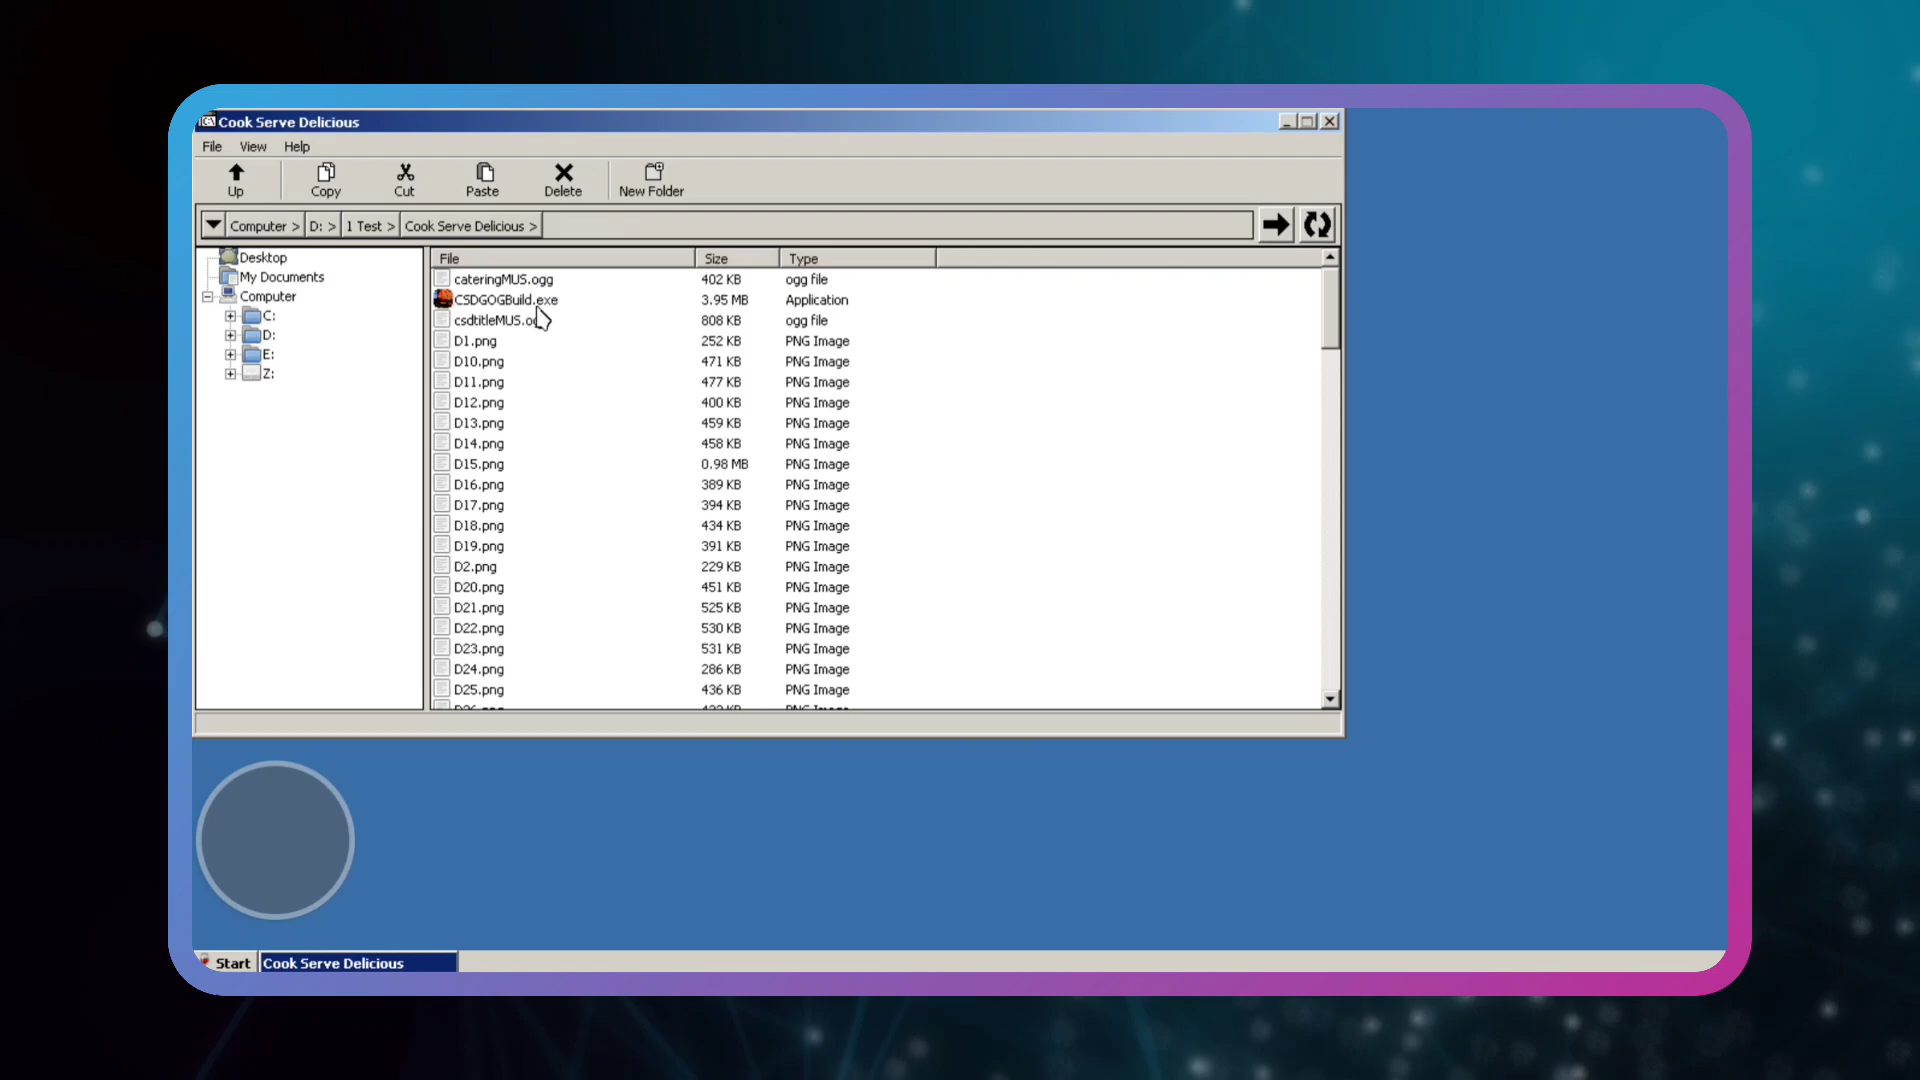 Cook Serve Delicious
File View Help
Up Copy Cut Paste Delete New Folder
Computer > D: > 1 Test > Cook Serve Delicious >
Desktop
My Documents
Computer
C:
D:
E:
Z:
File Size Type
cateringMUS.ogg 402 KB ogg file
CSDGOGBuild.exe 3.95 MB Application
808 KB ogg file
D1.png 252 KB PNG Image
D10.png 471 KB PNG Image
D11.png 477 KB PNG Image
D12.png 400 KB PNG Image
D13.png 459 KB PNG Image
D14.png 458 KB PNG Image
D15.png 0.98 MB PNG Image
D16.png 389 KB PNG Image
D17.png 394 KB PNG Image
D18.png 434 KB PNG Image
D19.png 391 KB PNG Image
D2.png 229 KB PNG Image
D20.png 451 KB PNG Image
D21.png 525 KB PNG Image
D22.png 530 KB PNG Image
D23.png 531 KB PNG Image
D24.png 286 KB PNG Image
D25.png 436 KB PNG Image
Start Cook Serve Delicious